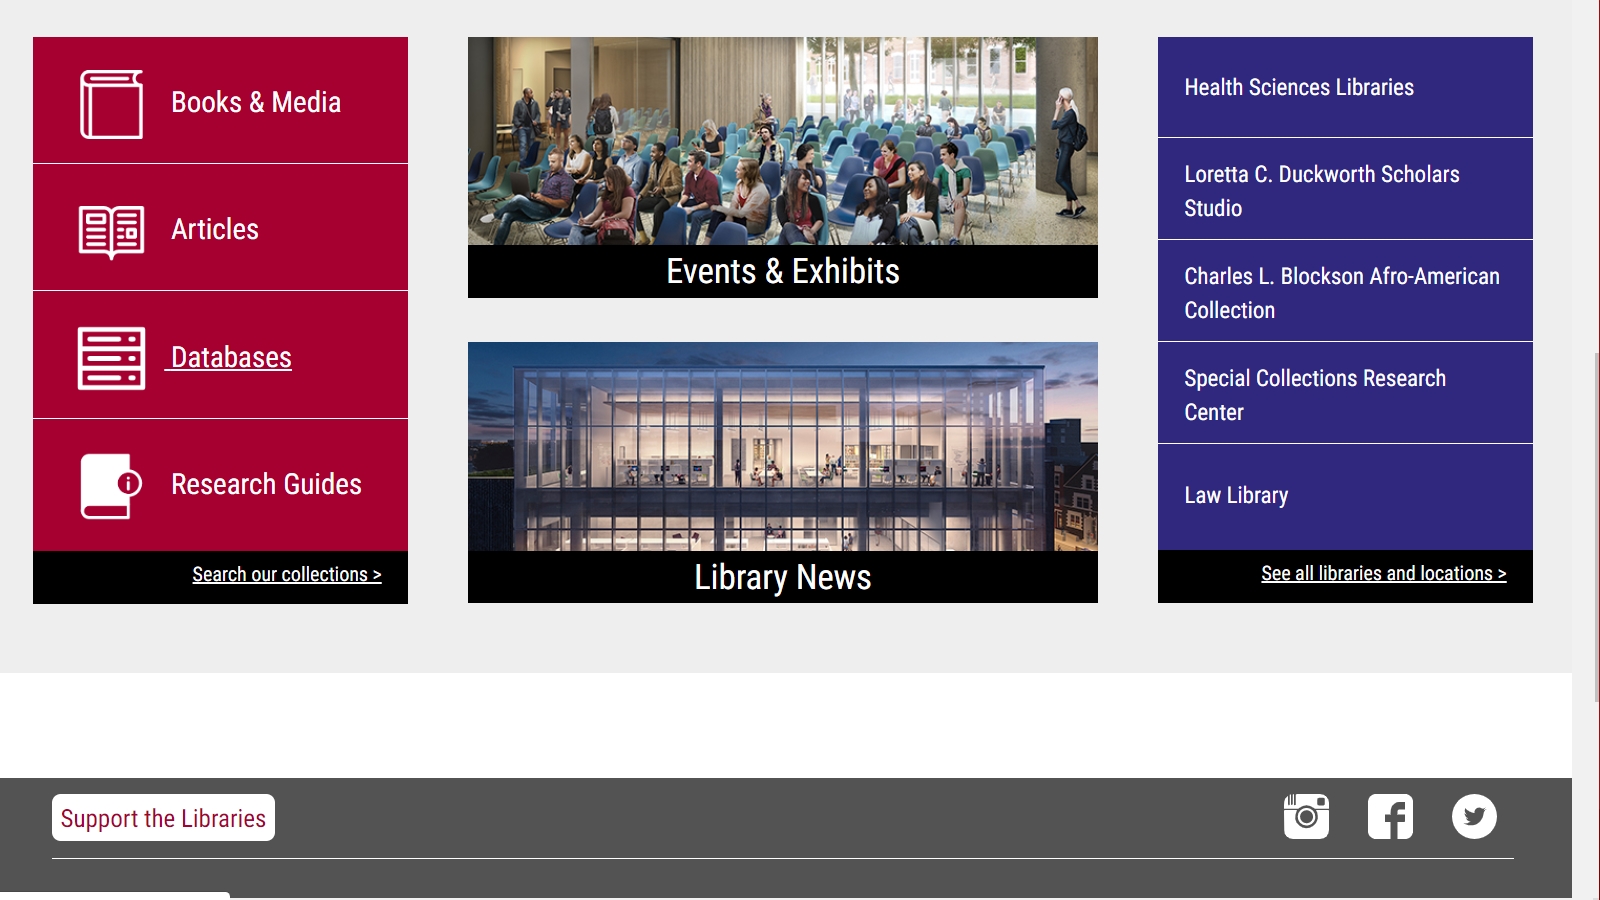 Books & Media
Articles
Databases
Research Guides
Search our collections >
Events & Exhibits
Library News
Health Sciences Libraries
Loretta C. Duckworth Scholars
Studio
Charles L. Blockson Afro-American
Collection
Special Collections Research
Center
Law Library
See all libraries and locations >
Support the Libraries